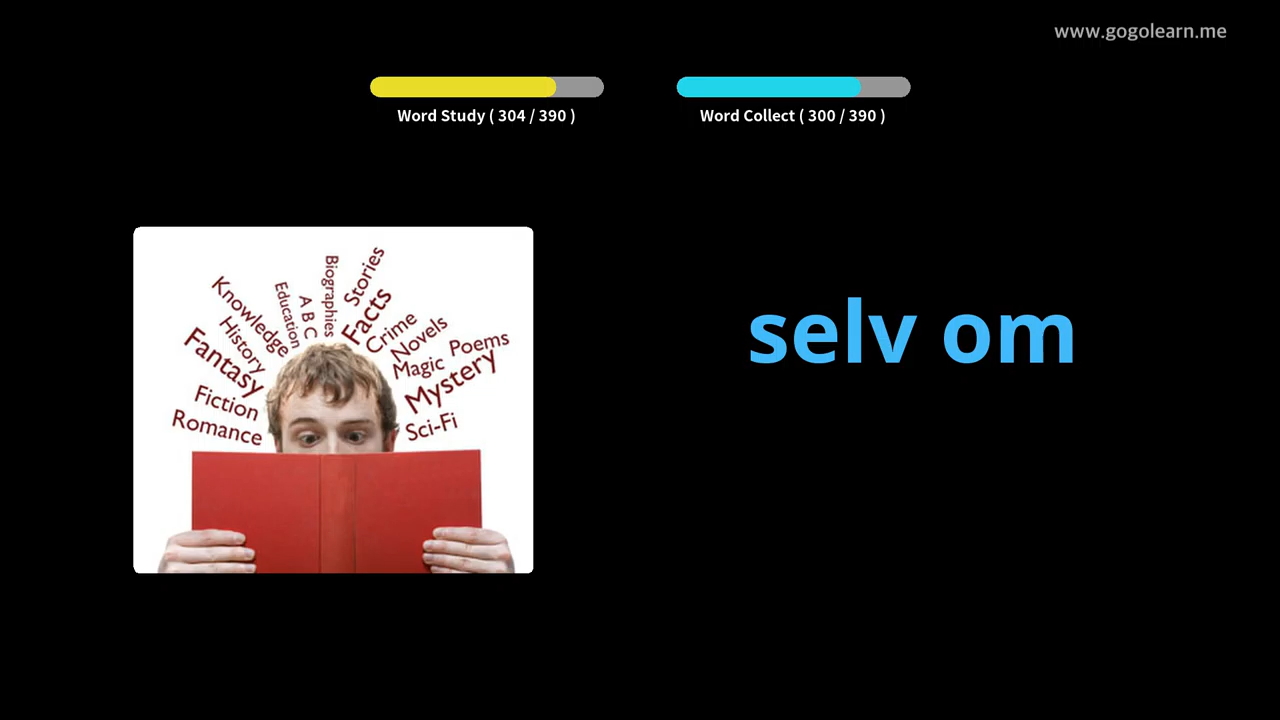 www.gogolearn.me
Word Study ( 304 / 390 )
Word Collect ( 300 / 390 )
selv om
Knowledge
Education
A B C
Biographies
Stories
Facts
Crime
Novels
Poems
History
Fantasy
Magic
Mystery
Fiction
Romance
Sci-Fi